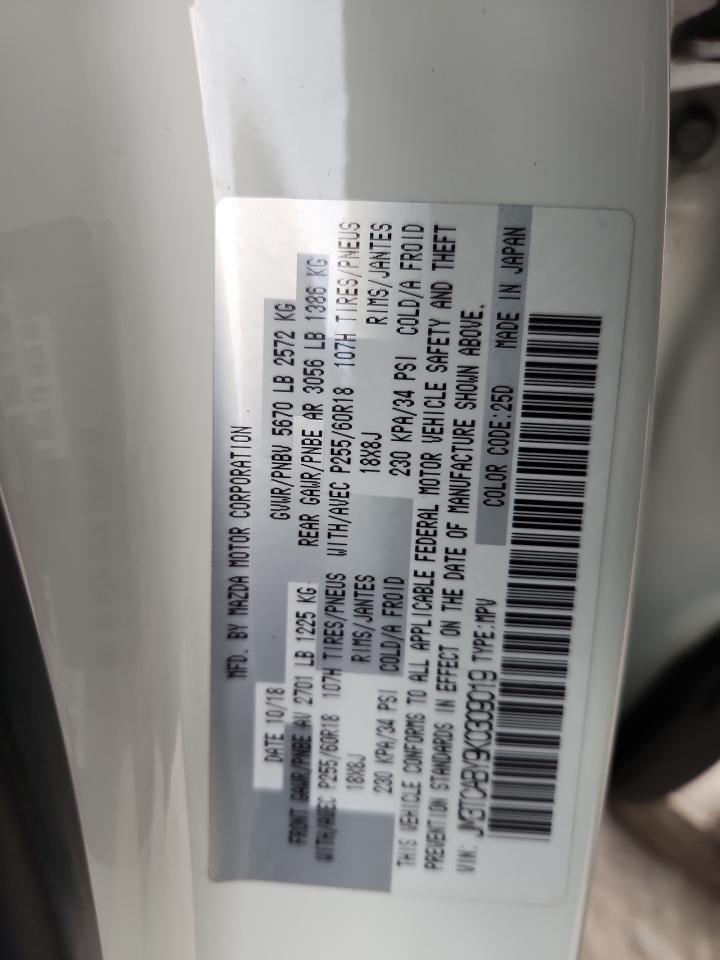 MFD. BY MAZDA MOTOR CORPORATION
DATE 10/18 GVWR/PNBV 5670 LB 2572 KG
FRONT GAWR/PNBE AV 2701 LB 1225 KG REAR GAWR/PNBE AR 3056 LB 1386 KG
WITH/AVEC P255/60R18 107H TIRES/PNEUS WITH/AVEC P255/60R18 107H TIRES/PNEUS
18X8J RIMS/JANTES 18X8J RIMS/JANTES
230 KPA/34 PSI COLD/A FROID 230 KPA/34 PSI COLD/A FROID
THIS VEHICLE CONFORMS TO ALL APPLICABLE FEDERAL MOTOR VEHICLE SAFETY AND THEFT
PREVENTION STANDARDS IN EFFECT ON THE DATE OF MANUFACTURE SHOWN ABOVE.
VIN: JM3TCABY9K0309019 TYPE:MPV COLOR CODE:25D MADE IN JAPAN